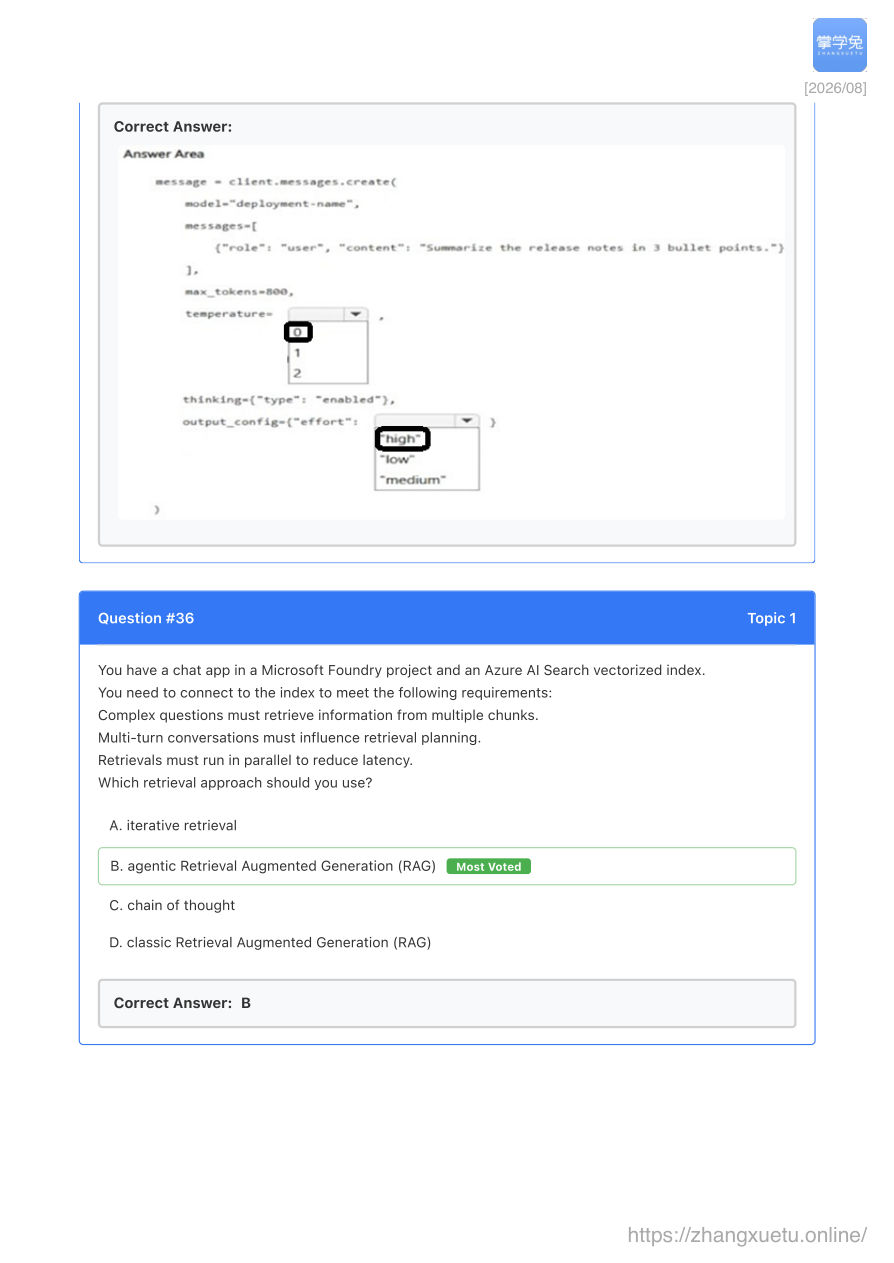 掌学兔
ZHANGXUETU
[2026/08]
Correct Answer:
Answer Area
message = client.messages.create(
model="deployment-name",
messages=[
{"role": "user", "content": "Summarize the release notes in 3 bullet points."}
],
max_tokens=800,
temperature=
,
0
1
2
thinking={"type": "enabled"},
output_config={"effort":
}
"high"
"low"
"medium"
)
Question #36
Topic 1
You have a chat app in a Microsoft Foundry project and an Azure AI Search vectorized index.
You need to connect to the index to meet the following requirements:
Complex questions must retrieve information from multiple chunks.
Multi-turn conversations must influence retrieval planning.
Retrievals must run in parallel to reduce latency.
Which retrieval approach should you use?
A. iterative retrieval
B. agentic Retrieval Augmented Generation (RAG) Most Voted
C. chain of thought
D. classic Retrieval Augmented Generation (RAG)
Correct Answer: B
https://zhangxuetu.online/